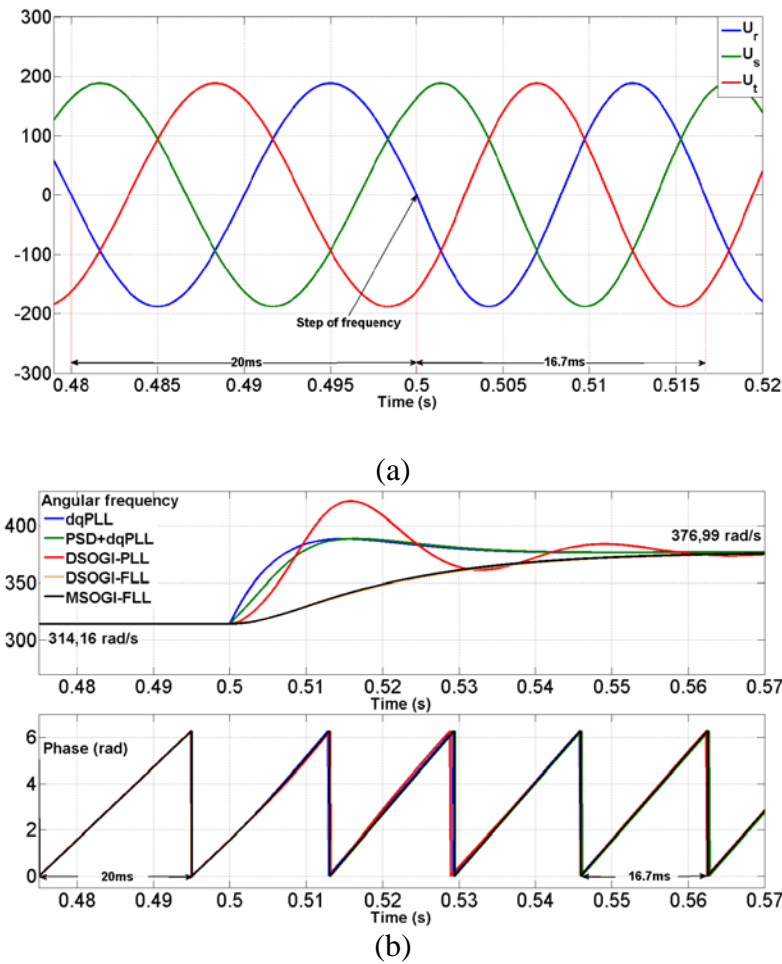 300
200
100
0
-100
-200
-300
U_r
U_s
U_t
Step of frequency
20ms
16.7ms
0.48 0.485 0.49 0.495 0.5 0.505 0.51 0.515 0.52
Time (s)
(a)
Angular frequency
dqPLL
PSD+dqPLL
DSOGI-PLL
DSOGI-FLL
MSOGI-FLL
400
350
300
376,99 rad/s
314,16 rad/s
0.48 0.49 0.5 0.51 0.52 0.53 0.54 0.55 0.56 0.57
Time (s)
Phase (rad)
6
4
2
0
20ms
16.7ms
0.48 0.49 0.5 0.51 0.52 0.53 0.54 0.55 0.56 0.57
Time (s)
(b)